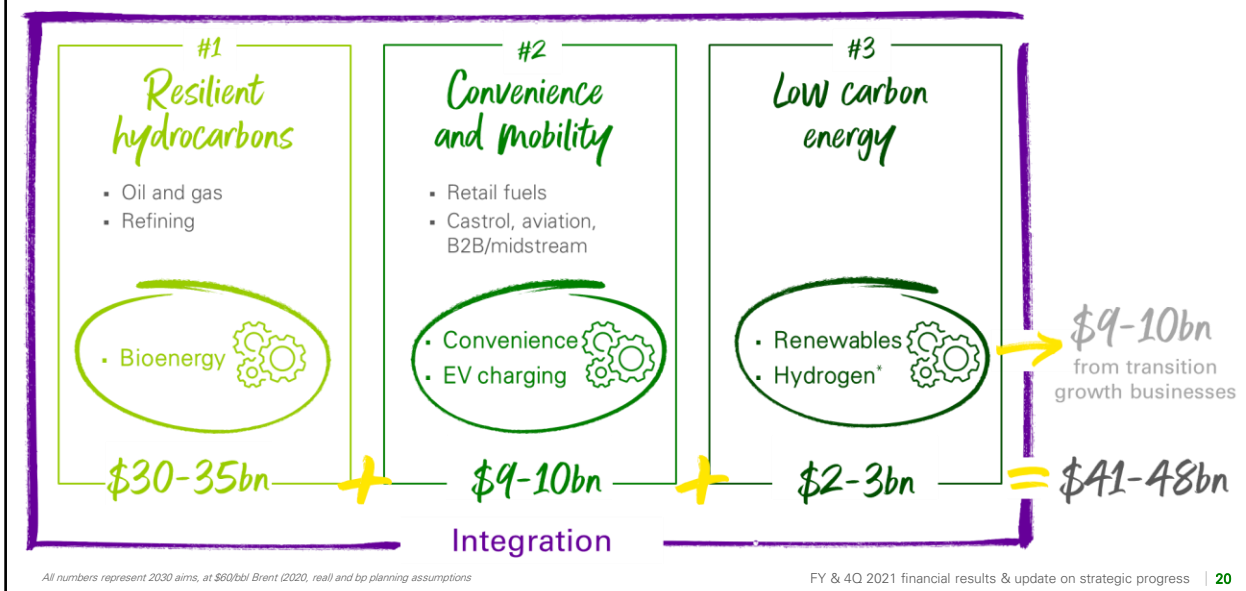 #1
Resilient
hydrocarbons
▪ Oil and gas
▪ Refining
▪ Bioenergy
$30-35bn
+
#2
Convenience
and mobility
▪ Retail fuels
▪ Castrol, aviation,
B2B/midstream
▪ Convenience
▪ EV charging
$9-10bn
+
#3
Low carbon
energy
▪ Renewables
▪ Hydrogen*
$2-3bn
$9-10bn
from transition
growth businesses
= $41-48bn
Integration
All numbers represent 2030 aims, at $60/bbl Brent (2020, real) and bp planning assumptions
FY & 4Q 2021 financial results & update on strategic progress | 20